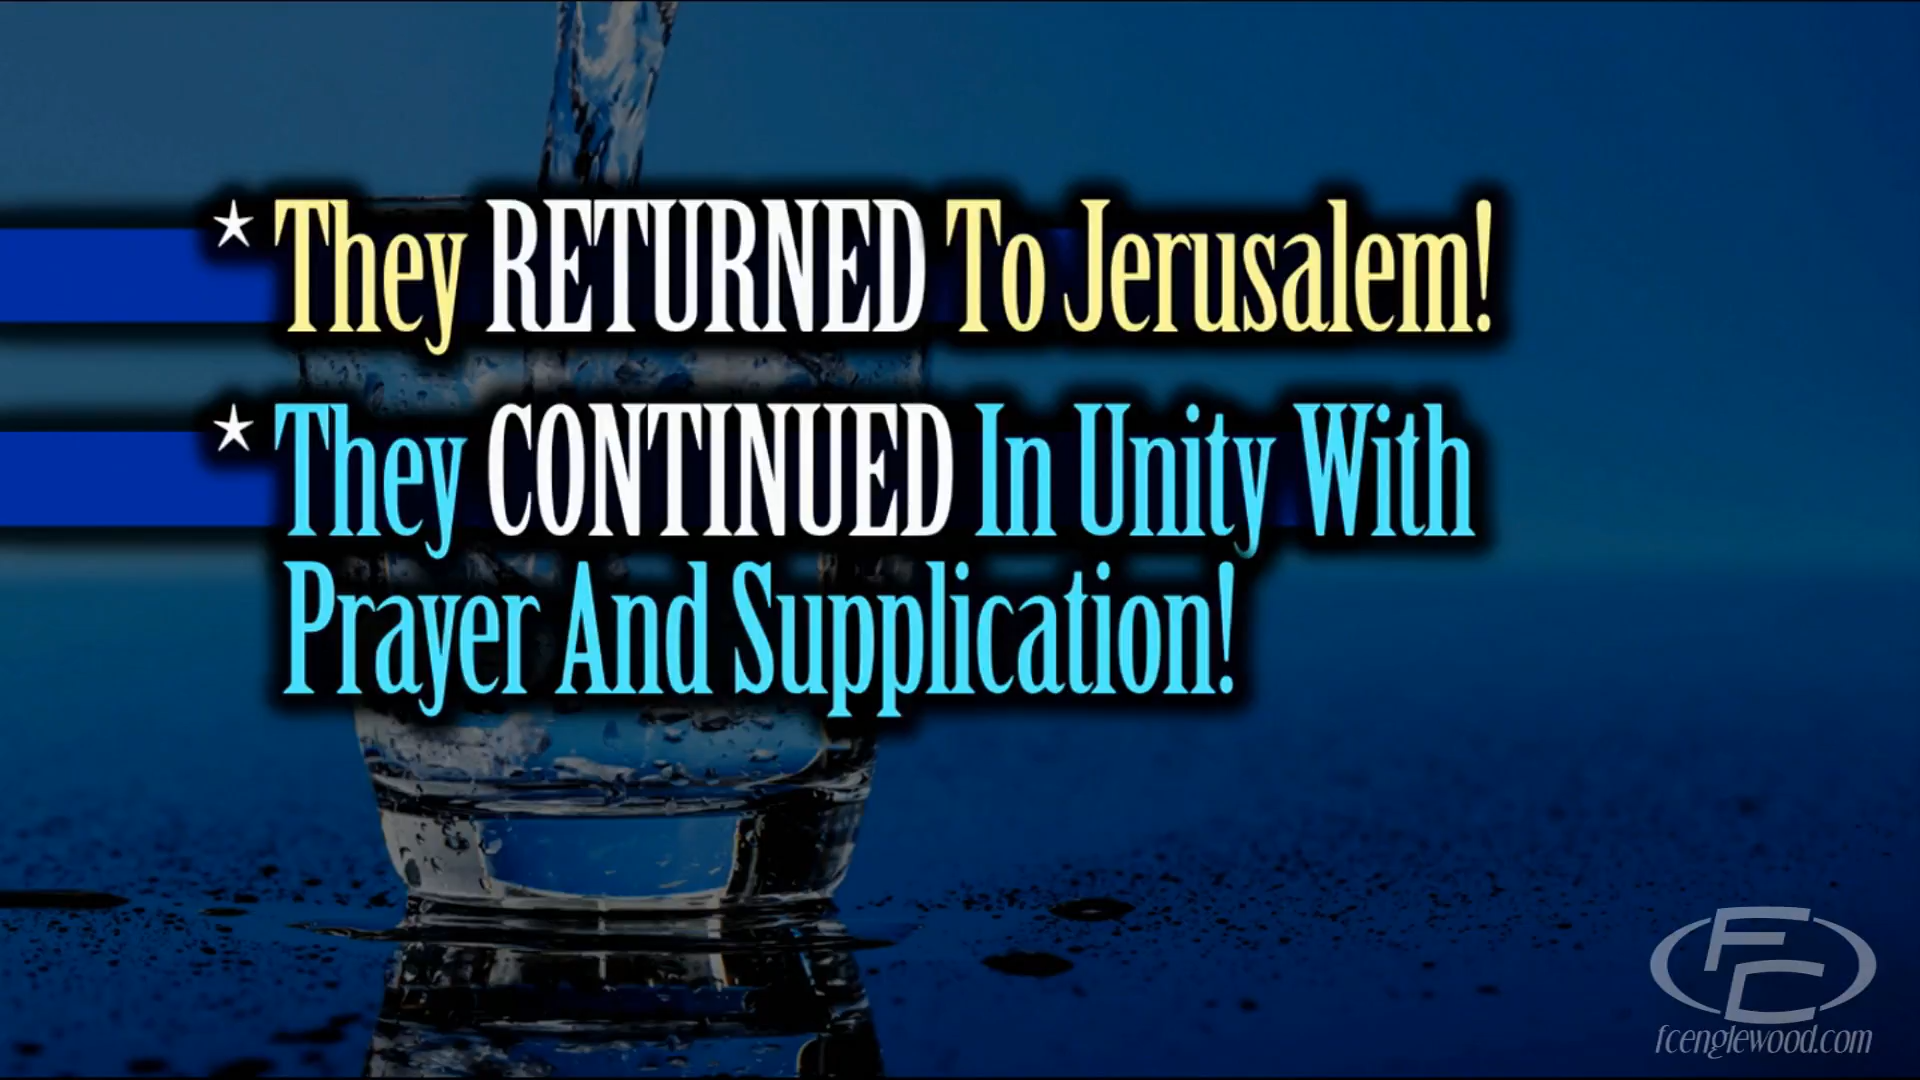 * They RETURNED To Jerusalem!
* They CONTINUED In Unity With
Prayer And Supplication!
FC
fcenglewood.com